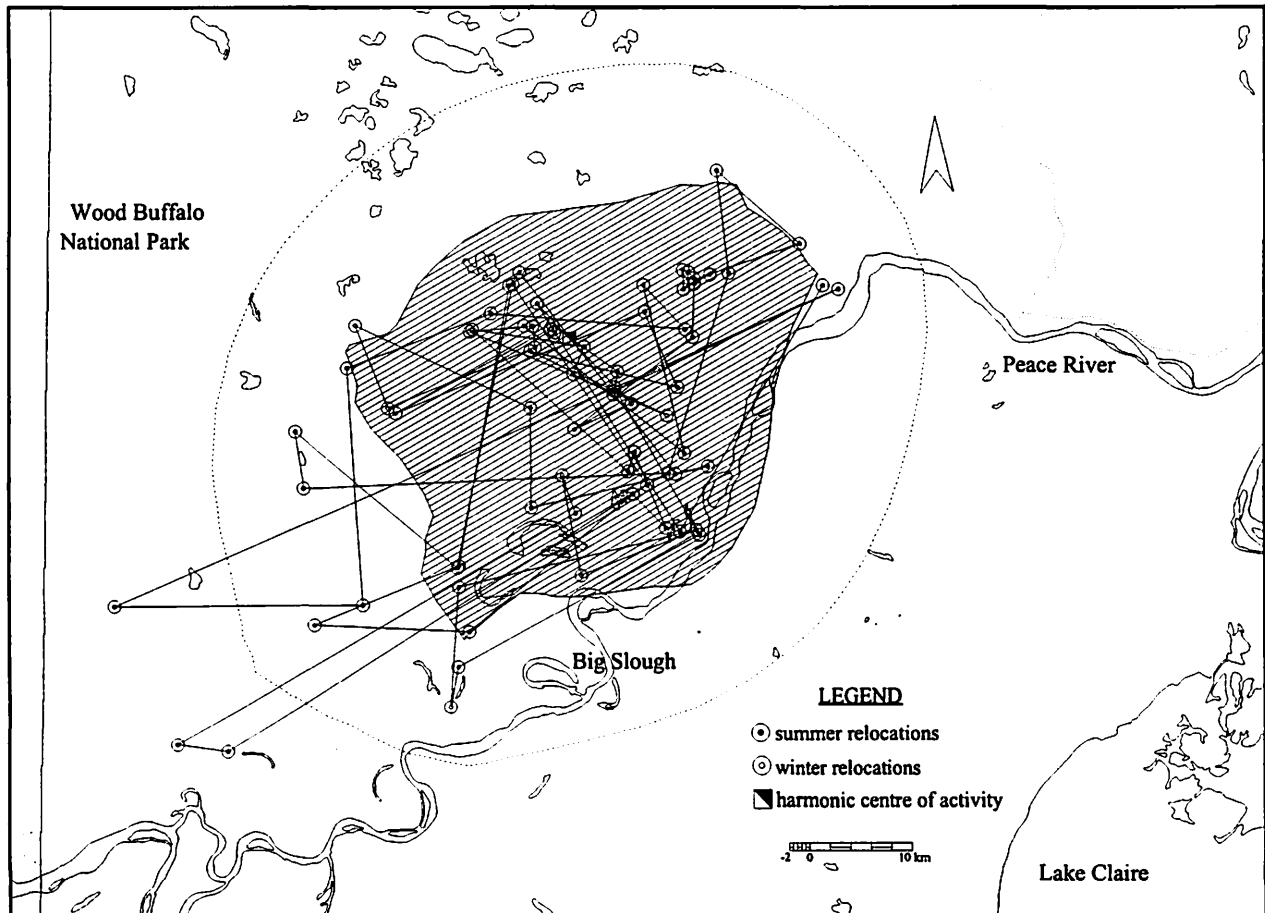 Wood Buffalo
National Park
Peace River
Big Slough
LEGEND
summer relocations
winter relocations
harmonic centre of activity
-2 0 10 km
Lake Claire